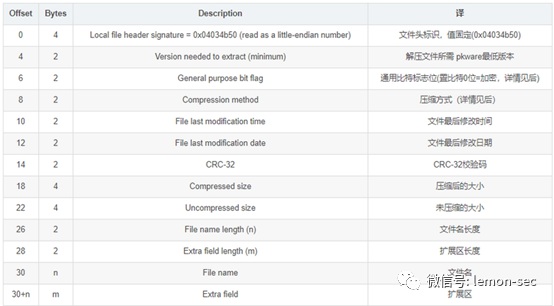 Offset Bytes Description 译
0 4 Local file header signature = 0x04034b50 (read as a little-endian number) 文件头标识，值固定(0x04034b50)
4 2 Version needed to extract (minimum) 解压文件所需 pkware最低版本
6 2 General purpose bit flag 通用比特标志位(置比特0位=加密，详情见后)
8 2 Compression method 压缩方式（详情见后)
10 2 File last modification time 文件最后修改时间
12 2 File last modification date 文件最后修改日期
14 2 CRC-32 CRC-32校验码
18 4 Compressed size 压缩后的大小
22 4 Uncompressed size 未压缩的大小
26 2 File name length (n) 文件名长度
28 2 Extra field length (m) 扩展区长度
30 n File name 文件名
30+n m Extra field 扩展区
微信号: lemon-sec